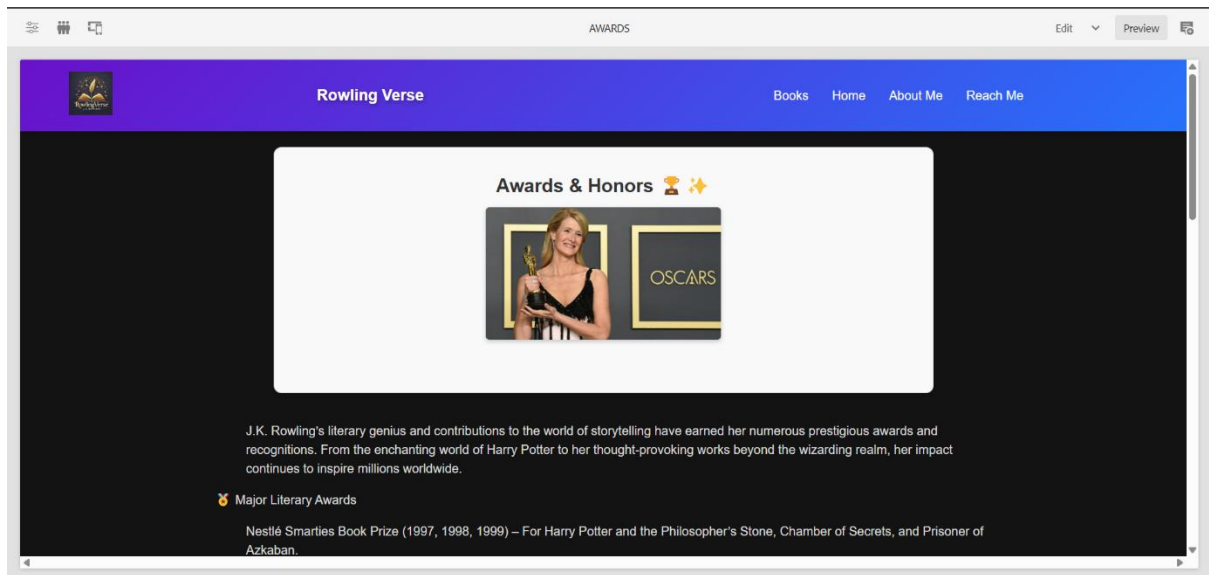 AWARDS
Edit
Preview
RowlingVerse
Rowling Verse
Books
Home
About Me
Reach Me
Awards & Honors 🏆 ✨
OSCARS
J.K. Rowling's literary genius and contributions to the world of storytelling have earned her numerous prestigious awards and
recognitions. From the enchanting world of Harry Potter to her thought-provoking works beyond the wizarding realm, her impact
continues to inspire millions worldwide.
🏅 Major Literary Awards
Nestlé Smarties Book Prize (1997, 1998, 1999) – For Harry Potter and the Philosopher's Stone, Chamber of Secrets, and Prisoner of
Azkaban.